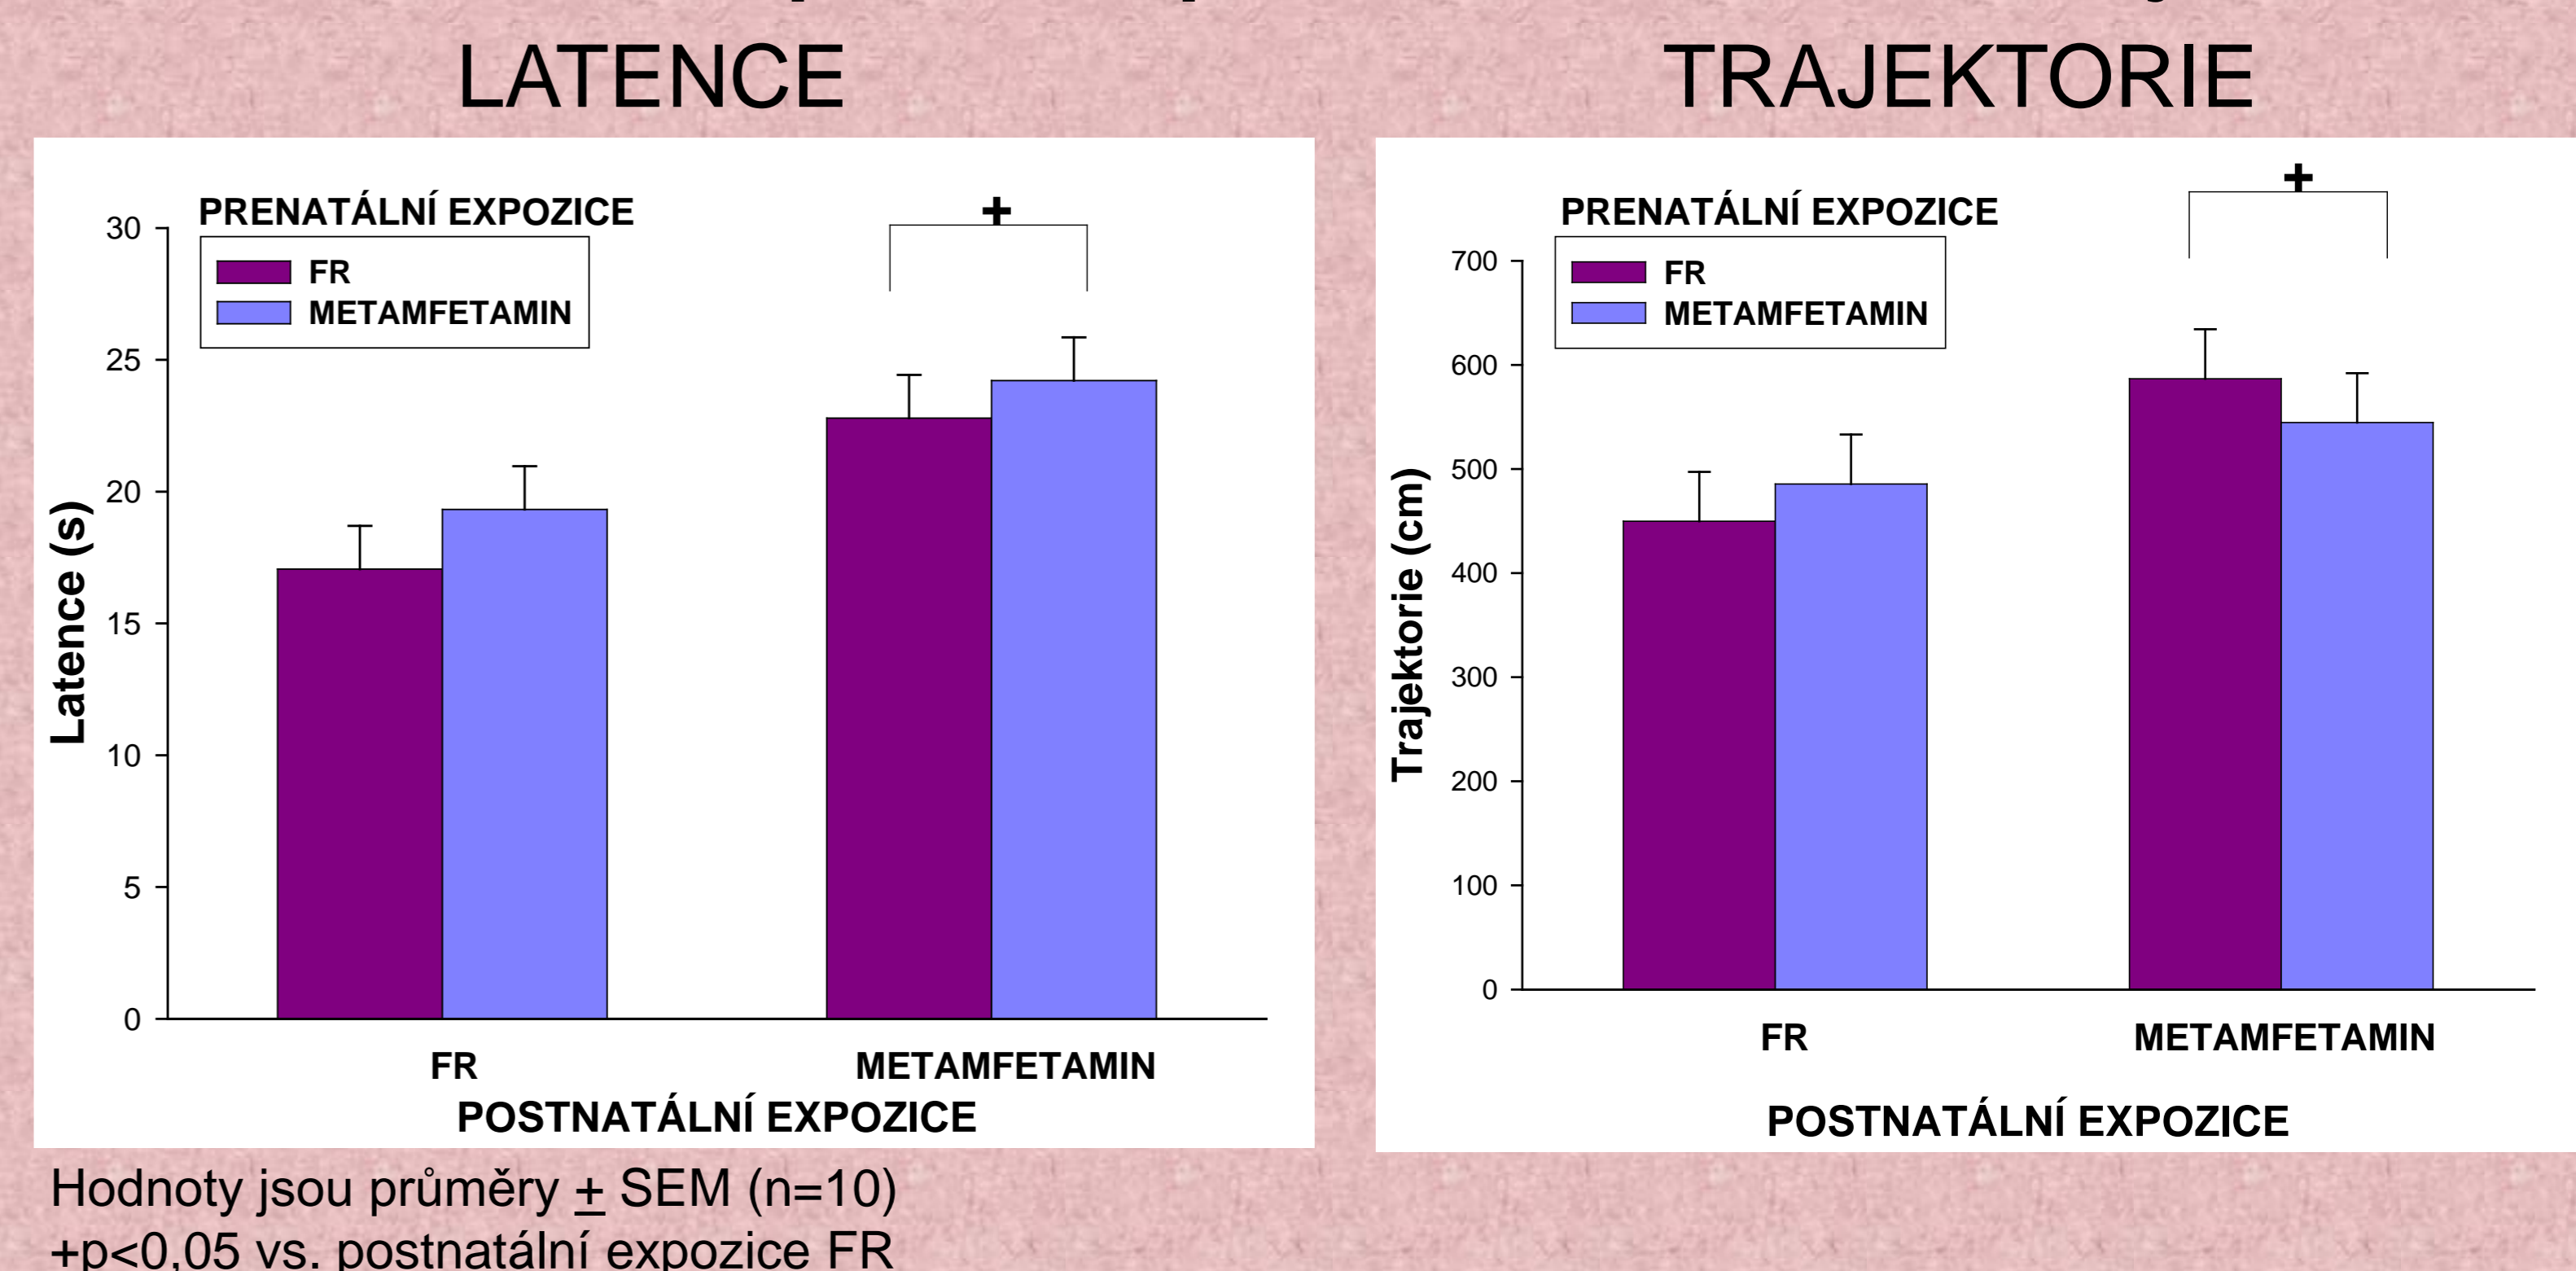 LATENCE
PRENATÁLNÍ EXPOZICE
+
FR
METAMFETAMIN
30
25
20
15
10
5
0
Latence (s)
FR METAMFETAMIN
POSTNATÁLNÍ EXPOZICE
TRAJEKTORIE
+
PRENATÁLNÍ EXPOZICE
FR
METAMFETAMIN
700
600
500
400
300
200
100
0
Trajektorie (cm)
FR METAMFETAMIN
POSTNATÁLNÍ EXPOZICE
Hodnoty jsou průměry ± SEM (n=10)
+p<0,05 vs. postnatální expozice FR